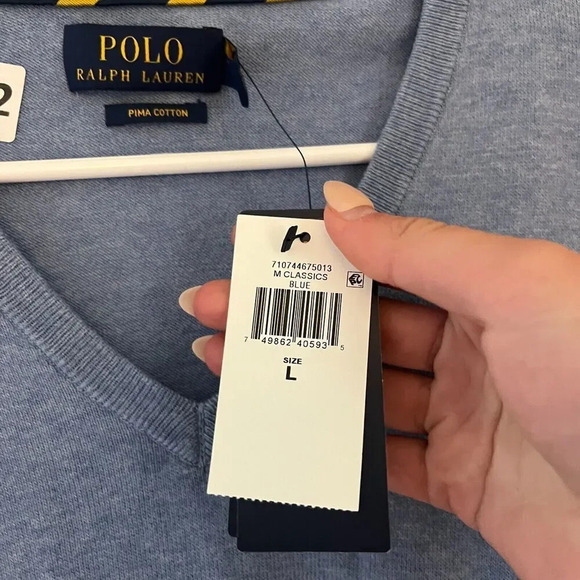 POLO
RALPH LAUREN
PIMA COTTON
2
710744675013
M CLASSICS
BLUE
7 49862 40593 5
SIZE
L